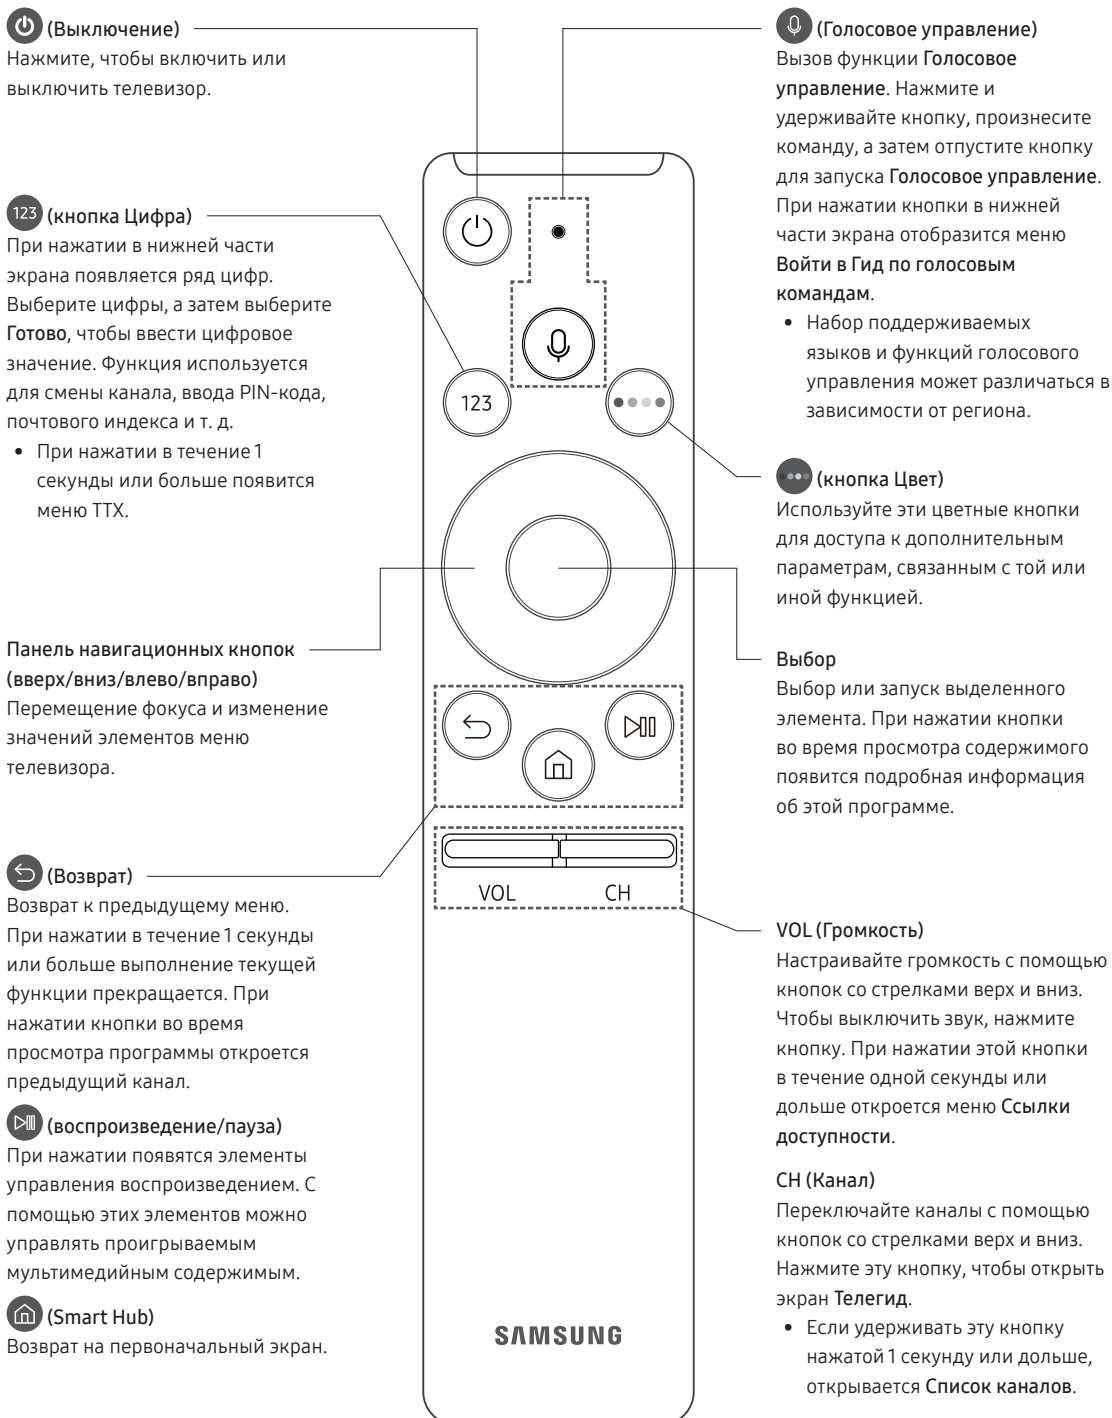 (Выключение)
Нажмите, чтобы включить или
выключить телевизор.
123 (кнопка Цифра)
При нажатии в нижней части
экрана появляется ряд цифр.
Выберите цифры, а затем выберите
Готово, чтобы ввести цифровое
значение. Функция используется
для смены канала, ввода PIN-кода,
почтового индекса и т. д.
• При нажатии в течение 1
секунды или больше появится
меню TTX.
Панель навигационных кнопок
(вверх/вниз/влево/вправо)
Перемещение фокуса и изменение
значений элементов меню
телевизора.
(Возврат)
Возврат к предыдущему меню.
При нажатии в течение 1 секунды
или больше выполнение текущей
функции прекращается. При
нажатии кнопки во время
просмотра программы откроется
предыдущий канал.
(воспроизведение/пауза)
При нажатии появятся элементы
управления воспроизведением. С
помощью этих элементов можно
управлять проигрываемым
мультимедийным содержимым.
(Smart Hub)
Возврат на первоначальный экран.
123
VOL CH
SAMSUNG
(Голосовое управление)
Вызов функции Голосовое
управление. Нажмите и
удерживайте кнопку, произнесите
команду, а затем отпустите кнопку
для запуска Голосовое управление.
При нажатии кнопки в нижней
части экрана отобразится меню
Войти в Гид по голосовым
командам.
• Набор поддерживаемых
языков и функций голосового
управления может различаться в
зависимости от региона.
(кнопка Цвет)
Используйте эти цветные кнопки
для доступа к дополнительным
параметрам, связанным с той или
иной функцией.
Выбор
Выбор или запуск выделенного
элемента. При нажатии кнопки
во время просмотра содержимого
появится подробная информация
об этой программе.
VOL (Громкость)
Настраивайте громкость с помощью
кнопок со стрелками верх и вниз.
Чтобы выключить звук, нажмите
кнопку. При нажатии этой кнопки
в течение одной секунды или
дольше откроется меню Ссылки
доступности.
CH (Канал)
Переключайте каналы с помощью
кнопок со стрелками верх и вниз.
Нажмите эту кнопку, чтобы открыть
экран Телегид.
• Если удерживать эту кнопку
нажатой 1 секунду или дольше,
открывается Список каналов.